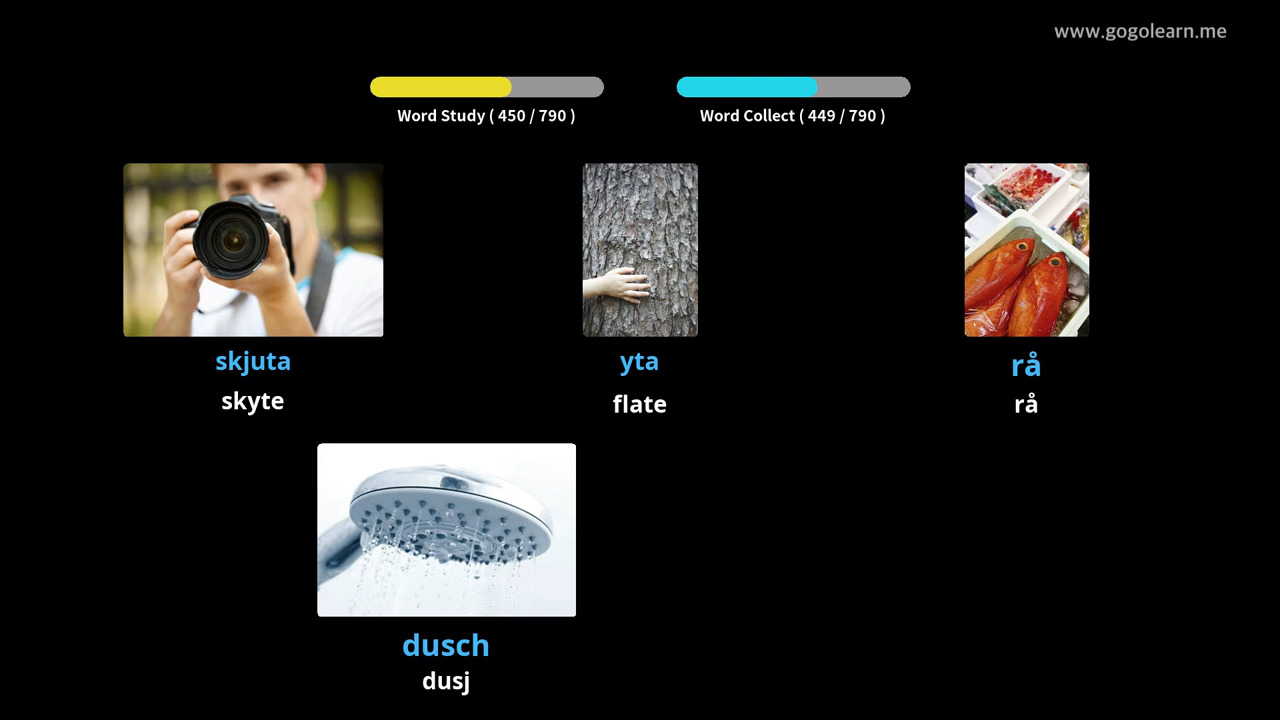 www.gogolearn.me
Word Study ( 450 / 790 )
Word Collect ( 449 / 790 )
skjuta
skyte
yta
flate
rå
rå
dusch
dusj